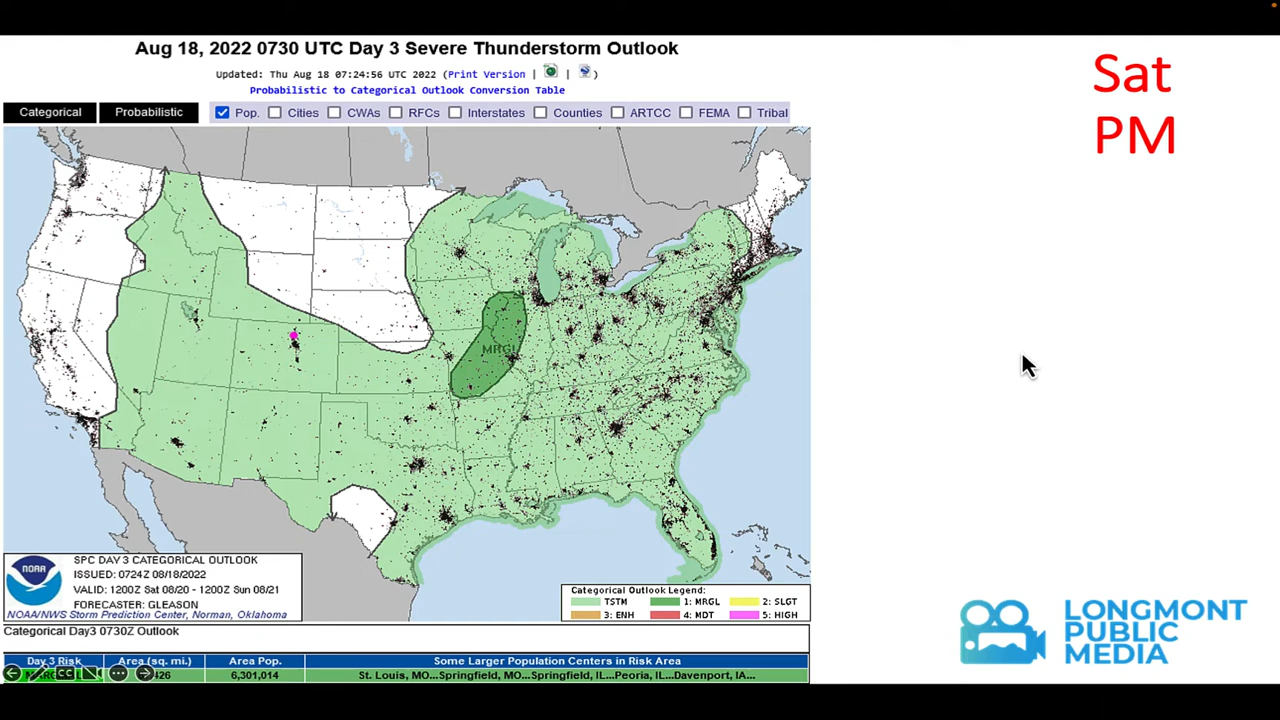 Aug 18, 2022 0730 UTC Day 3 Severe Thunderstorm Outlook
Updated: Thu Aug 18 07:24:56 UTC 2022 (Print Version | | )
Probabilistic to Categorical Outlook Conversion Table
Categorical Probabilistic Pop. Cities CWAs RFCs Interstates Counties ARTCC FEMA Tribal
Sat
PM
MRGL
NOAA
SPC DAY 3 CATEGORICAL OUTLOOK
ISSUED: 0724Z 08/18/2022
VALID: 1200Z Sat 08/20 - 1200Z Sun 08/21
FORECASTER: GLEASON
NOAA/NWS Storm Prediction Center, Norman, Oklahoma
Categorical Outlook Legend:
TSTM 1: MRGL 2: SLGT
3: ENH 4: MDT 5: HIGH
Categorical Day3 0730Z Outlook
Day 3 Risk Area (sq. mi.) Area Pop. Some Larger Population Centers in Risk Area
426 6,301,014 St. Louis, MO...Springfield, MO...Springfield, IL...Peoria, IL...Davenport, IA...
CC
LONGMONT
PUBLIC
MEDIA